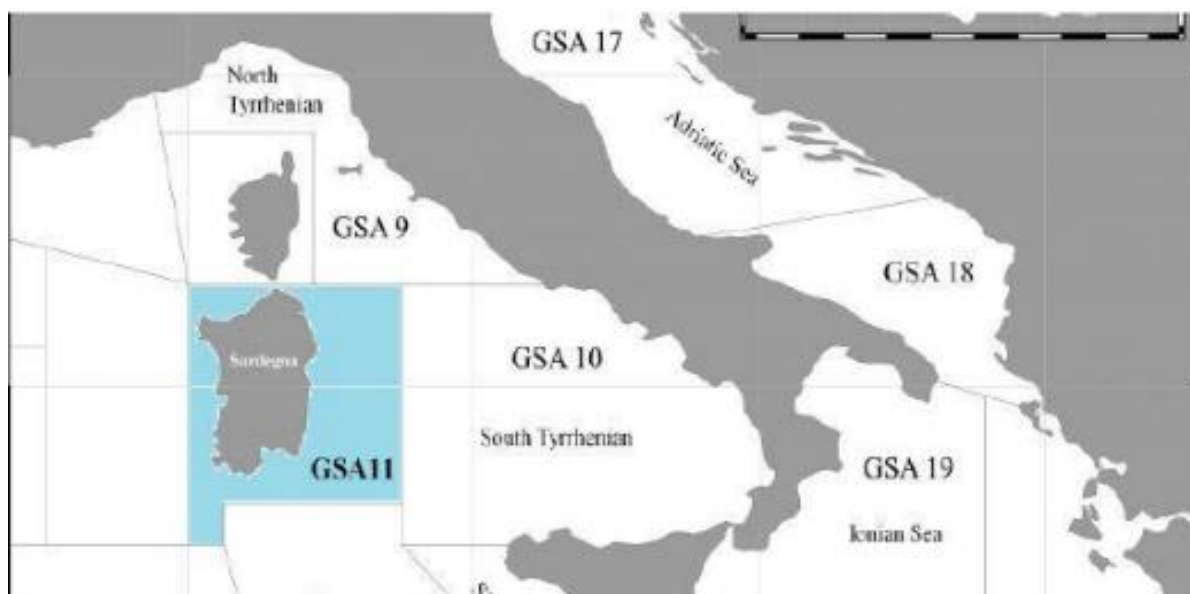 GSA 17
North
Tyrrhenian
Adriatic Sea
GSA 9
GSA 18
Sardegna
GSA 10
South Tyrrhenian
GSA11
GSA 19
Ionian Sea